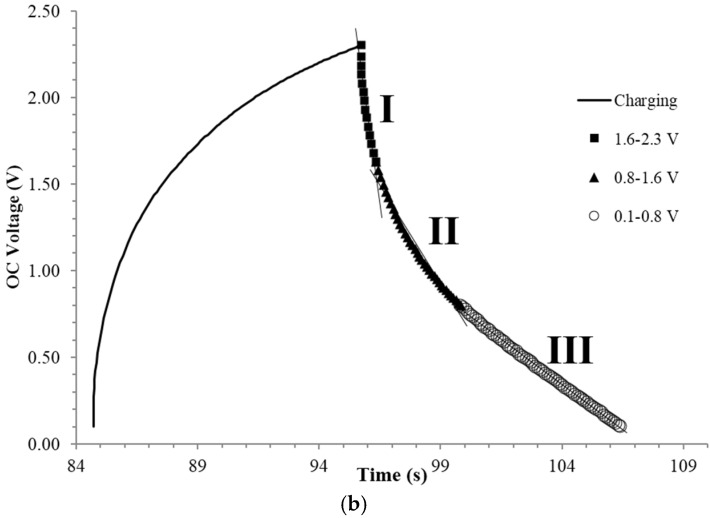 2.50
2.00
1.50
1.00
0.50
0.00
OC Voltage (V)
I
II
III
Charging
1.6-2.3 V
0.8-1.6 V
0.1-0.8 V
84
89
94
99
104
109
Time (s)
(b)